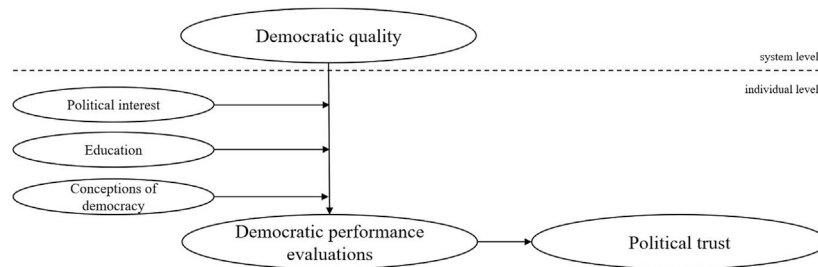 Democratic quality
system level
individual level
Political interest
Education
Conceptions of
democracy
Democratic performance
evaluations
Political trust